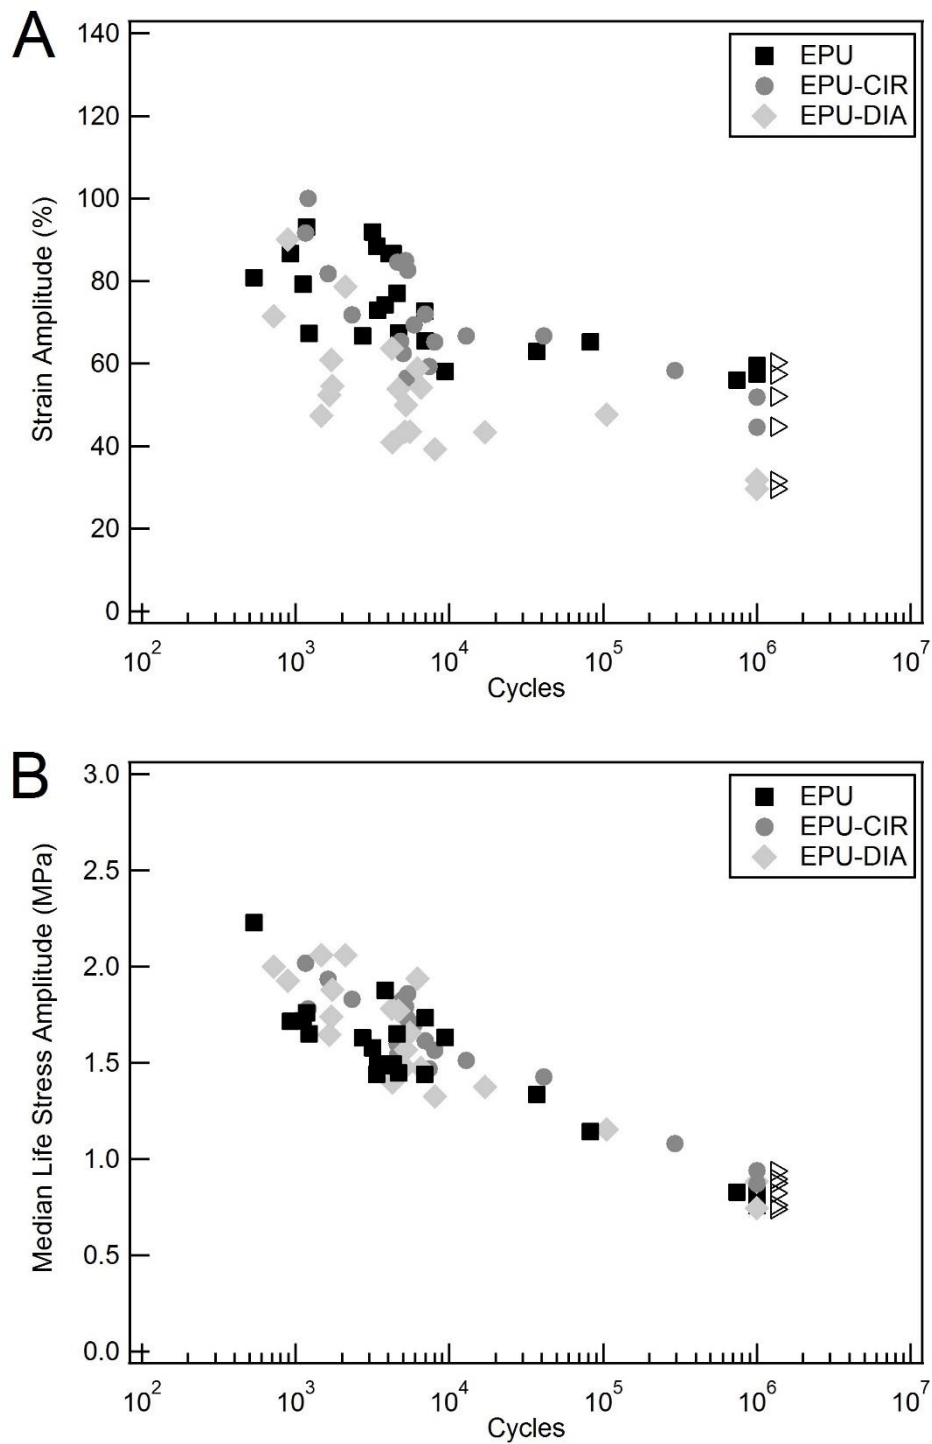 A
140
120
100
80
60
40
20
0
Strain Amplitude (%)
EPU
EPU-CIR
EPU-DIA
10^2 10^3 10^4 10^5 10^6 10^7
Cycles
B
3.0
2.5
2.0
1.5
1.0
0.5
0.0
Median Life Stress Amplitude (MPa)
EPU
EPU-CIR
EPU-DIA
10^2 10^3 10^4 10^5 10^6 10^7
Cycles